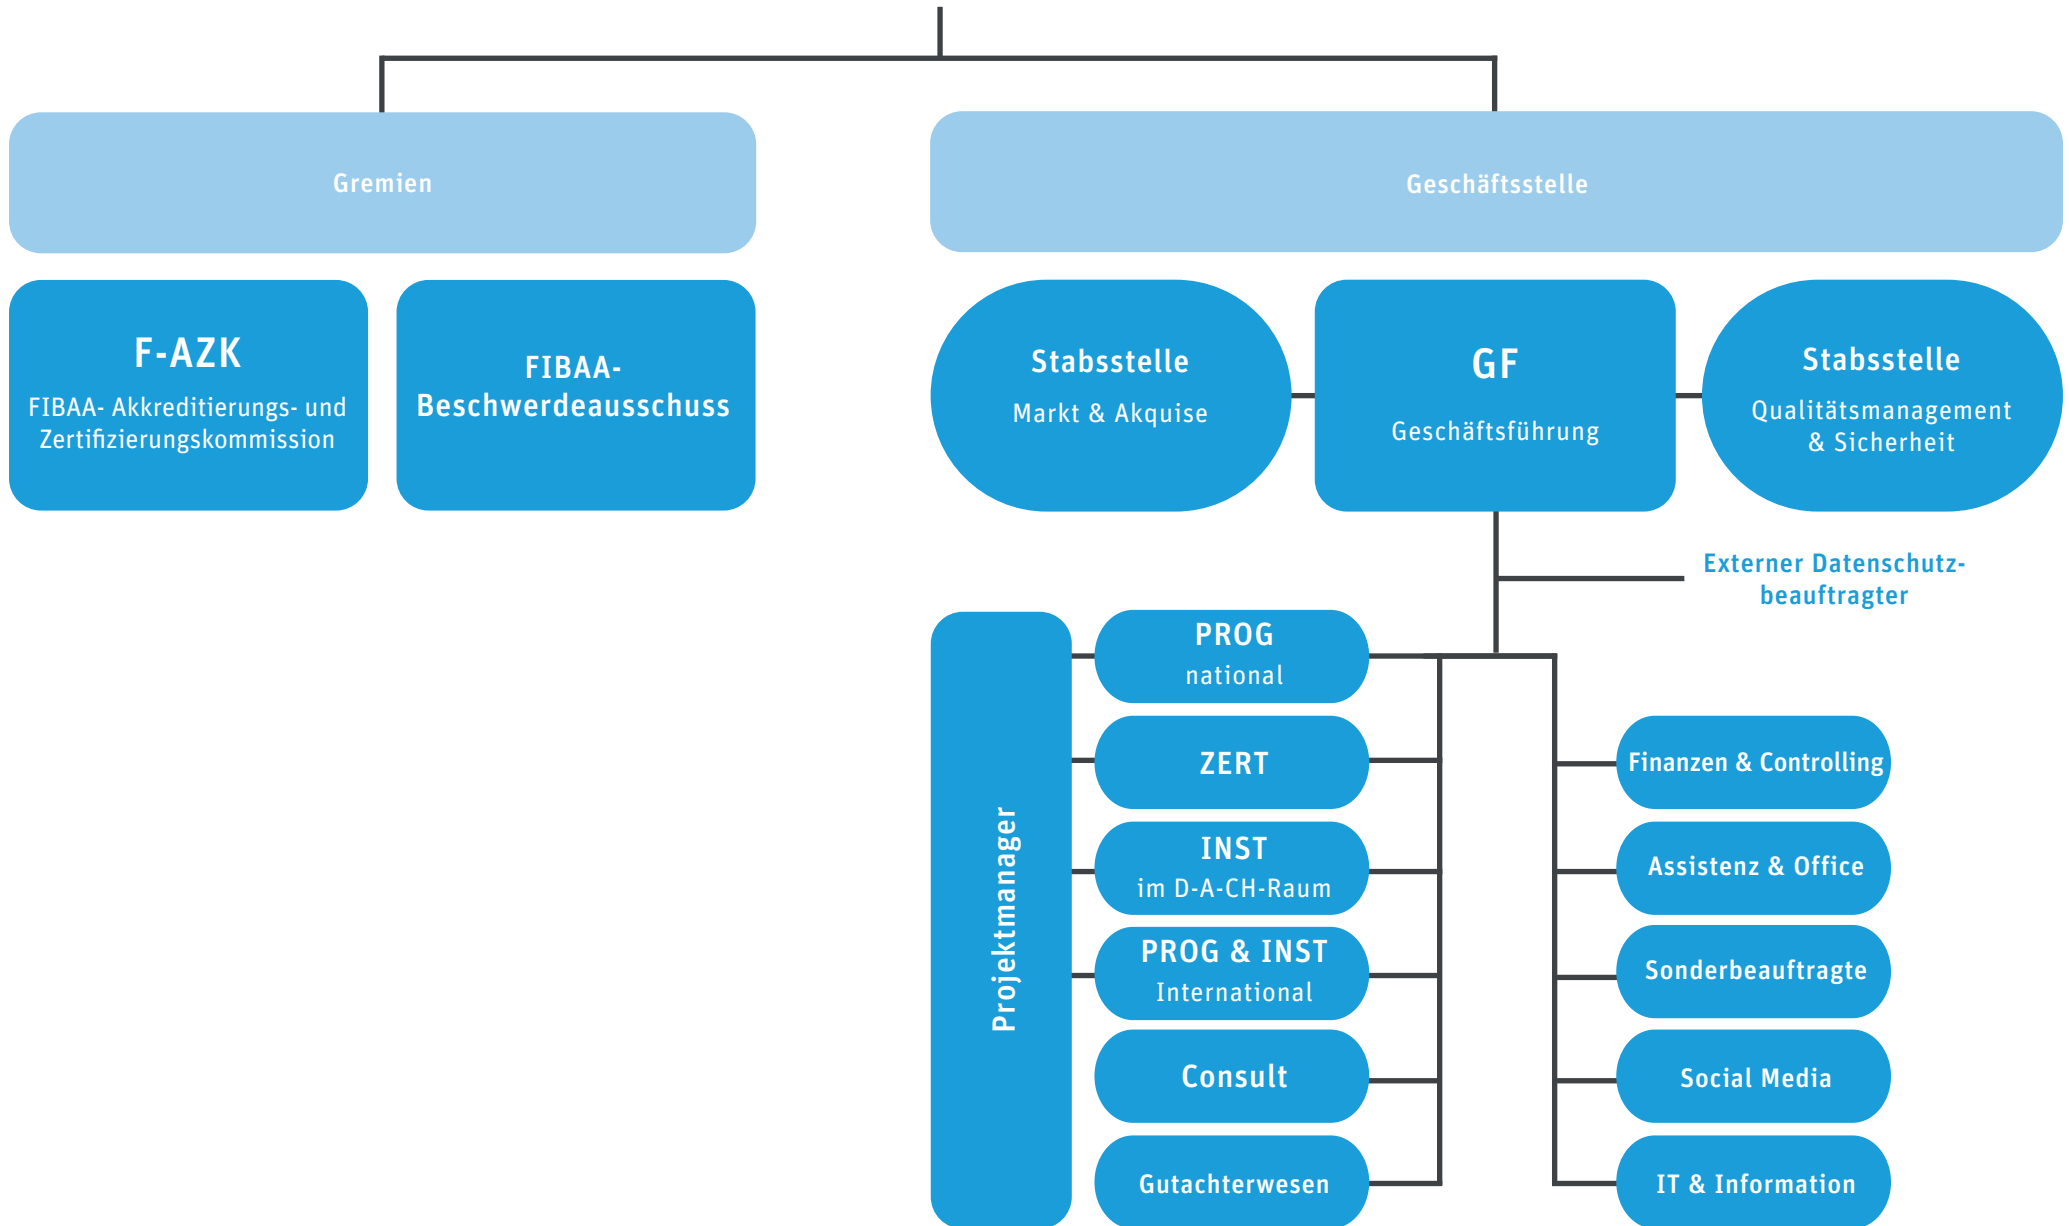 Gremien
Geschäftsstelle
F-AZK
FIBAA- Akkreditierungs- und
Zertifizierungskommission
FIBAA-
Beschwerdeausschuss
Stabsstelle
Markt & Akquise
GF
Geschäftsführung
Stabsstelle
Qualitätsmanagement
& Sicherheit
Externer Datenschutz-
beauftragter
Projektmanager
PROG
national
ZERT
INST
im D-A-CH-Raum
PROG & INST
International
Consult
Gutachterwesen
Finanzen & Controlling
Assistenz & Office
Sonderbeauftragte
Social Media
IT & Information